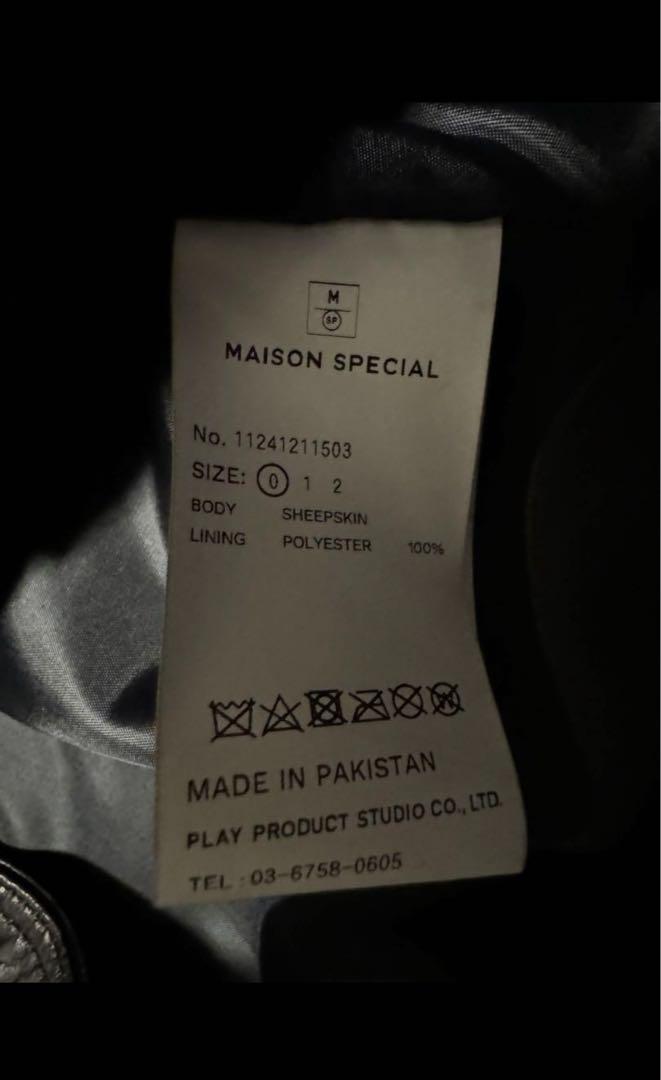 M
SP
MAISON SPECIAL
No. 11241211503
SIZE: 0 1 2
BODY SHEEPSKIN
LINING POLYESTER 100%
W
MADE IN PAKISTAN
PLAY PRODUCT STUDIO CO., LTD.
TEL : 03-6758-0605